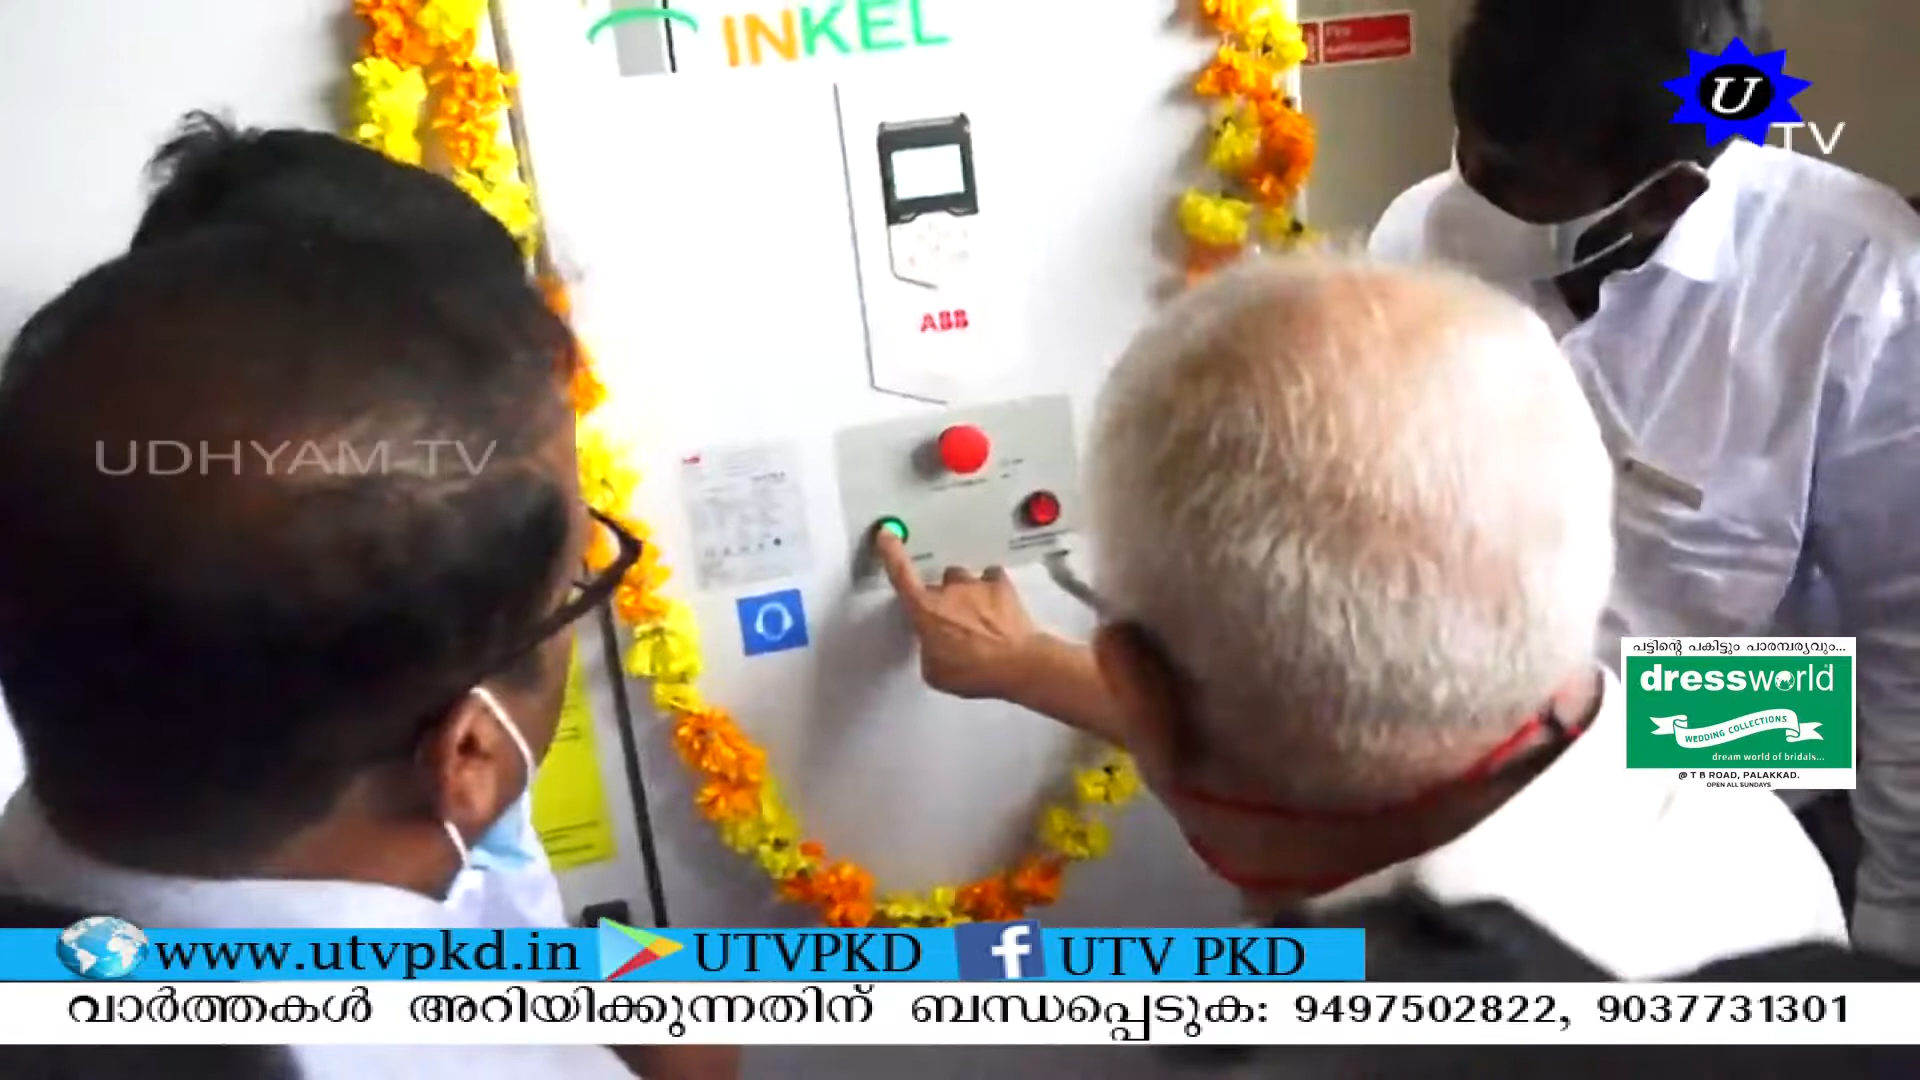 INKEL
Fire
U
TV
ABB
UDHYAM-TV
പട്ടിന്റെ പകിട്ടും പാരമ്പര്യവും...
dressworld
WEDDING COLLECTIONS
dream world of bridals...
@ T B ROAD, PALAKKAD.
OPEN ALL SUNDAYS
www.utvpkd.in UTVPKD UTV PKD
വാർത്തകൾ അറിയിക്കുന്നതിന് ബന്ധപ്പെടുക: 9497502822, 9037731301